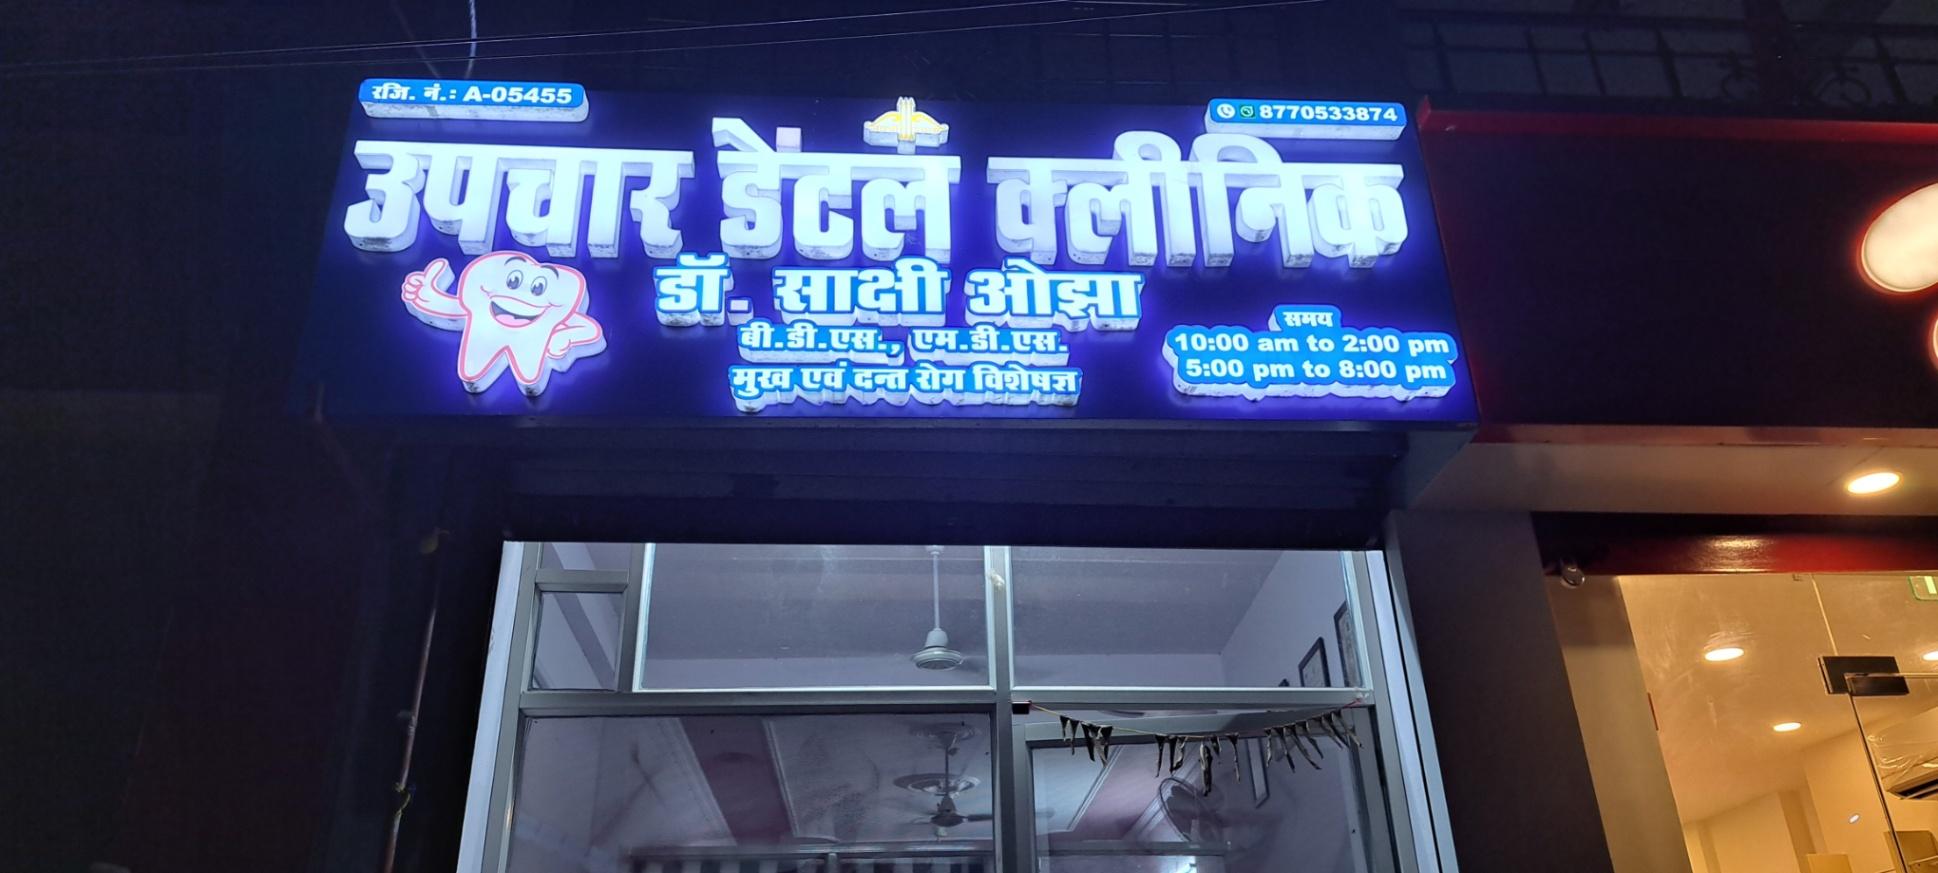 रजि. नं.: A-05455
8770533874
उपचार डेंटल क्लीनिक
डॉ. साक्षी ओझा
बी.डी.एस., एम.डी.एस.
मुख एवं दन्त रोग विशेषज्ञ
समय
10:00 am to 2:00 pm
5:00 pm to 8:00 pm